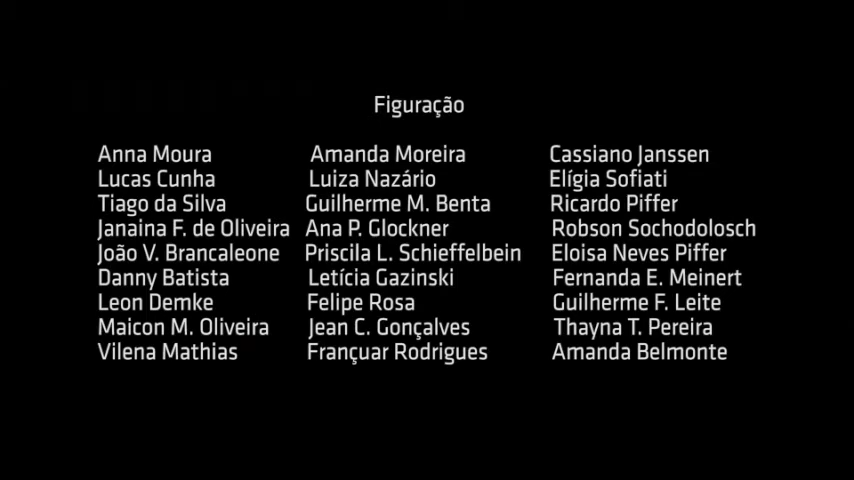 Figuração
Anna Moura Amanda Moreira Cassiano Janssen
Lucas Cunha Luiza Nazário Elígia Sofiati
Tiago da Silva Guilherme M. Benta Ricardo Piffer
Janaina F. de Oliveira Ana P. Glockner Robson Sochodolosch
João V. Brancaleone Priscila L. Schieffelbein Eloisa Neves Piffer
Danny Batista Letícia Gazinski Fernanda E. Meinert
Leon Demke Felipe Rosa Guilherme F. Leite
Maicon M. Oliveira Jean C. Gonçalves Thayna T. Pereira
Vilena Mathias Françuar Rodrigues Amanda Belmonte